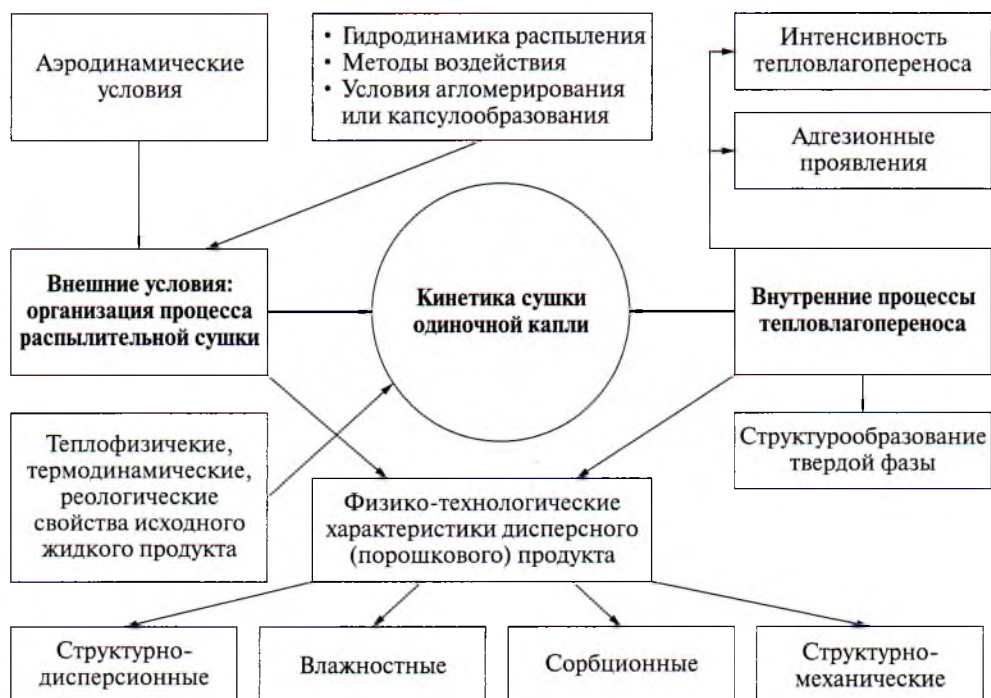 Аэродинамические
условия
• Гидродинамика распыления
• Методы воздействия
• Условия агломерирования
или капсулообразования
Интенсивность
тепловлагопереноса
Адгезионные
проявления
Внешние условия:
организация процесса
распылительной сушки
Кинетика сушки
одиночной капли
Внутренние процессы
тепловлагопереноса
Теплофизичекие,
термодинамические,
реологические
свойства исходного
жидкого продукта
Структурообразование
твердой фазы
Физико-технологические
характеристики дисперсного
(порошкового) продукта
Структурно-
дисперсионные
Влажностные
Сорбционные
Структурно-
механические